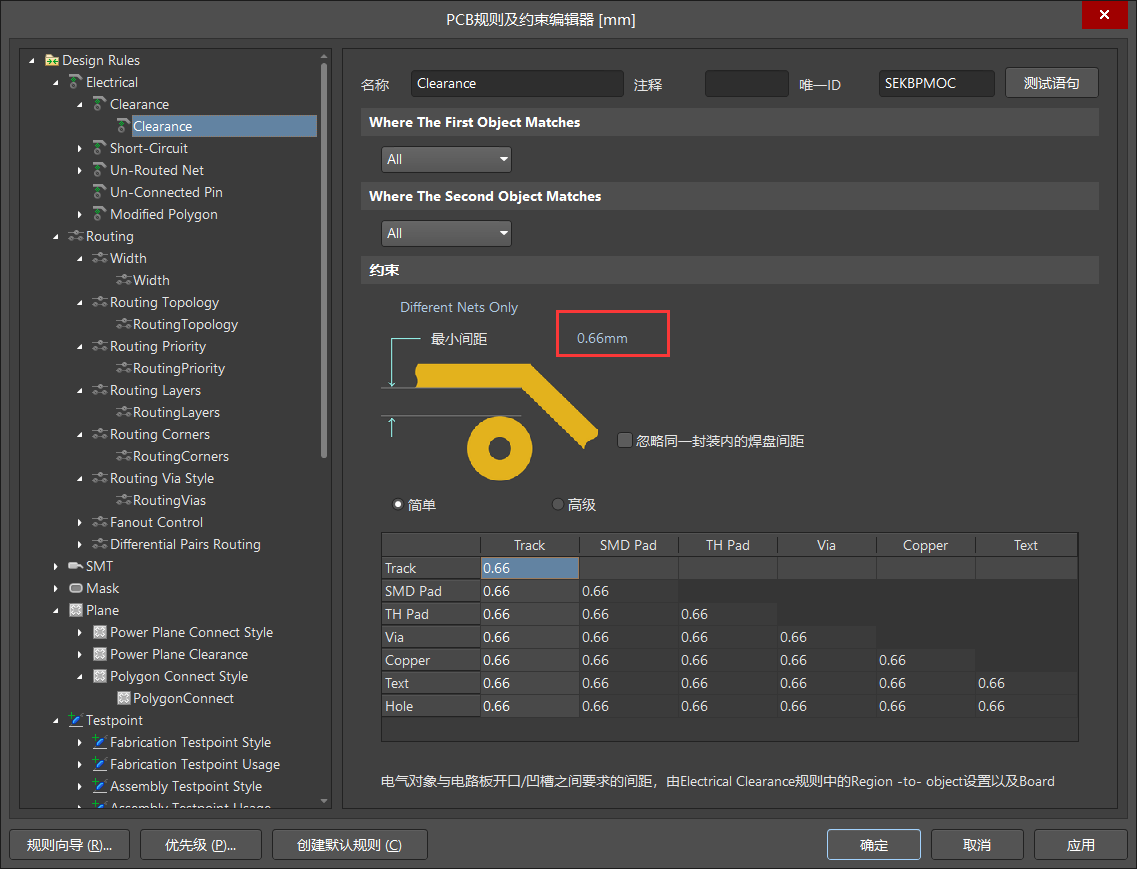 PCB规则及约束编辑器 [mm]
Design Rules
Electrical
Clearance
Clearance
Short-Circuit
Un-Routed Net
Un-Connected Pin
Modified Polygon
Routing
Width
Width
Routing Topology
RoutingTopology
Routing Priority
RoutingPriority
Routing Layers
RoutingLayers
Routing Corners
RoutingCorners
Routing Via Style
RoutingVias
Fanout Control
Differential Pairs Routing
SMT
Mask
Plane
Power Plane Connect Style
Power Plane Clearance
Polygon Connect Style
PolygonConnect
Testpoint
Fabrication Testpoint Style
Fabrication Testpoint Usage
Assembly Testpoint Style
Assembly Testpoint Usage
名称 Clearance 注释 唯一ID SEKBPMOC 测试语句
Where The First Object Matches
All
Where The Second Object Matches
All
约束
Different Nets Only
最小间距 0.66mm
忽略同一封装内的焊盘间距
简单 高级
Track SMD Pad TH Pad Via Copper Text
Track 0.66
SMD Pad 0.66 0.66
TH Pad 0.66 0.66 0.66
Via 0.66 0.66 0.66 0.66
Copper 0.66 0.66 0.66 0.66 0.66
Text 0.66 0.66 0.66 0.66 0.66 0.66
Hole 0.66 0.66 0.66 0.66 0.66 0.66
电气对象与电路板开口/凹槽之间要求的间距，由Electrical Clearance规则中的Region -to- object设置以及Board
规则向导 (R)... 优先级 (P)... 创建默认规则 (C) 确定 取消 应用